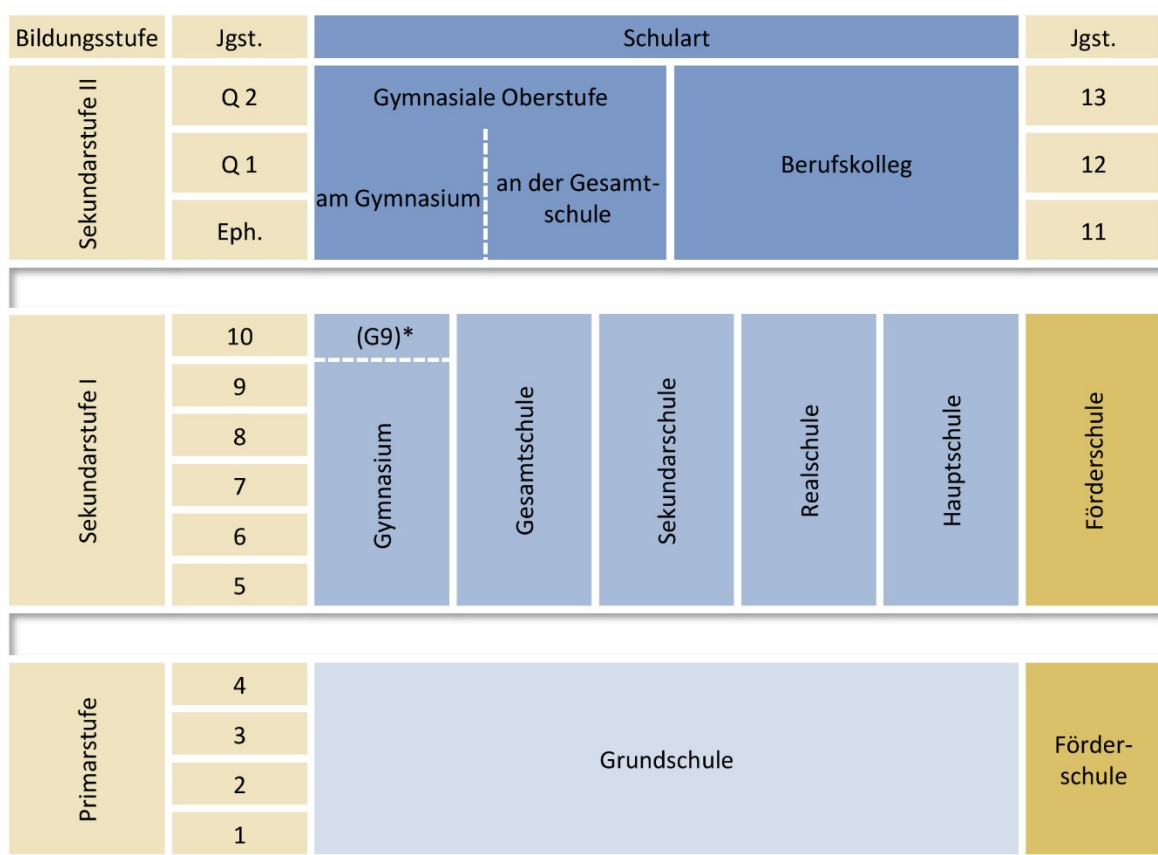 Bildungsstufe
Jgst.
Schulart
Jgst.
Sekundarstufe II
Q 2
Q 1
Eph.
Gymnasiale Oberstufe
am Gymnasium
an der Gesamt-
schule
Berufskolleg
13
12
11
Sekundarstufe I
10
9
8
7
6
5
(G9)*
Gymnasium
Gesamtschule
Sekundarschule
Realschule
Hauptschule
Förderschule
Primarstufe
4
3
2
1
Grundschule
Förder-
schule